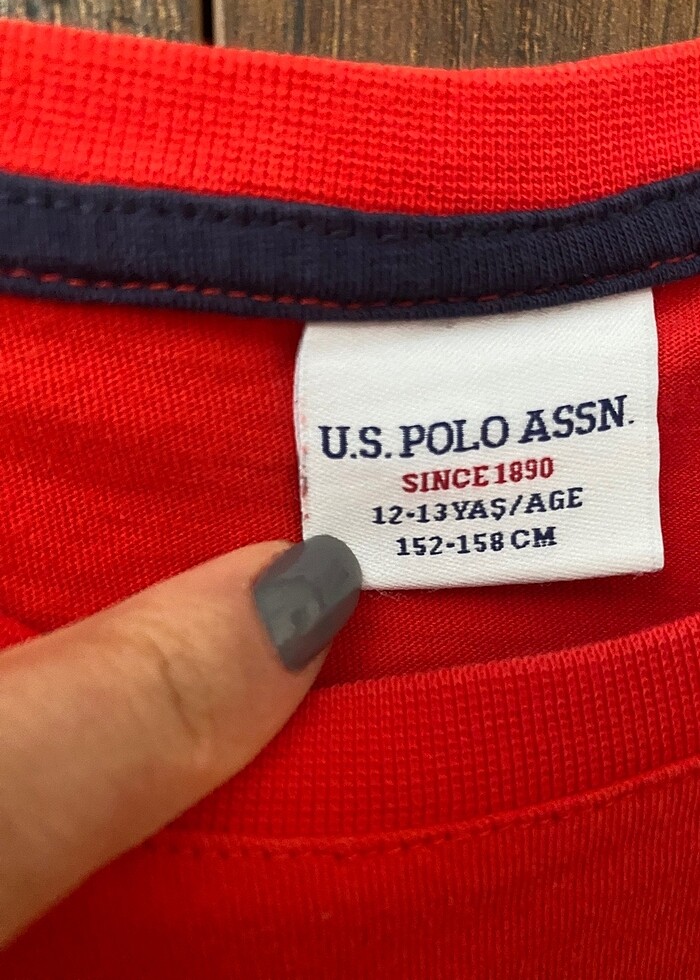 U.S. POLO ASSN.
SINCE 1890
12-13 YAŞ/AGE
152-158 CM